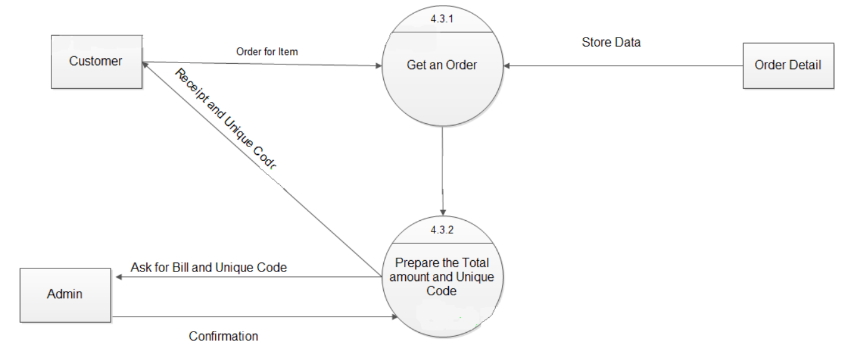 4.3.1
Customer
Order for Item
Get an Order
Store Data
Order Detail
Receipt and Unique Code
4.3.2
Prepare the Total
amount and Unique
Code
Ask for Bill and Unique Code
Admin
Confirmation